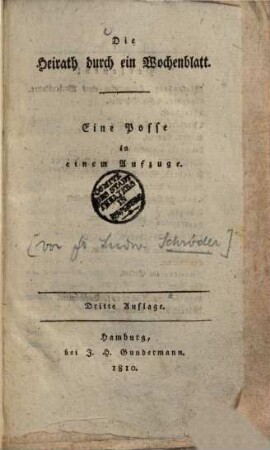 Die
Heirath durch ein Wochenblatt.
Eine Posse
in
einem Aufzuge.
[von Fr. Ludw. Schröder]
Dritte Auflage.
Hamburg,
bei J. H. Gundermann.
1810.